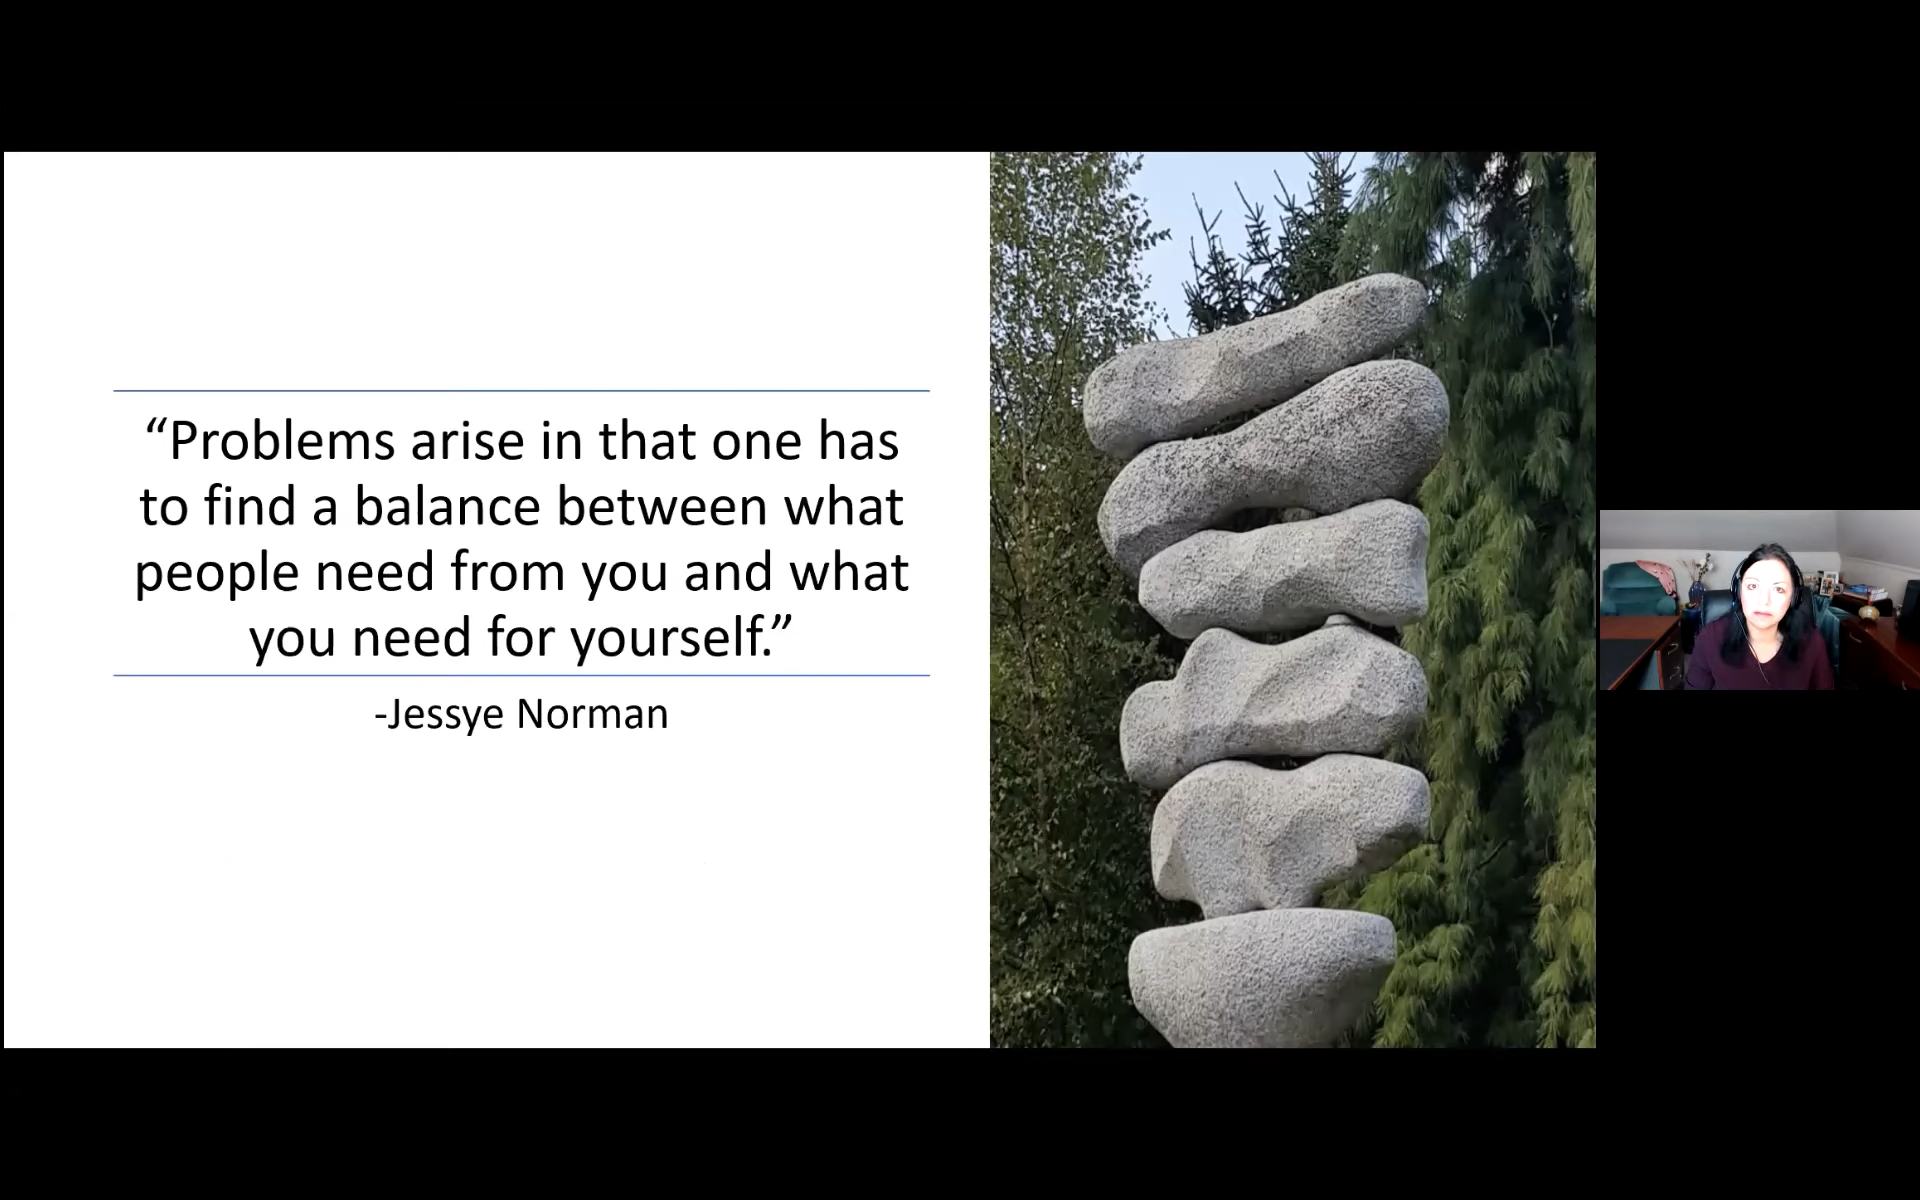 “Problems arise in that one has
to find a balance between what
people need from you and what
you need for yourself.”
-Jessye Norman